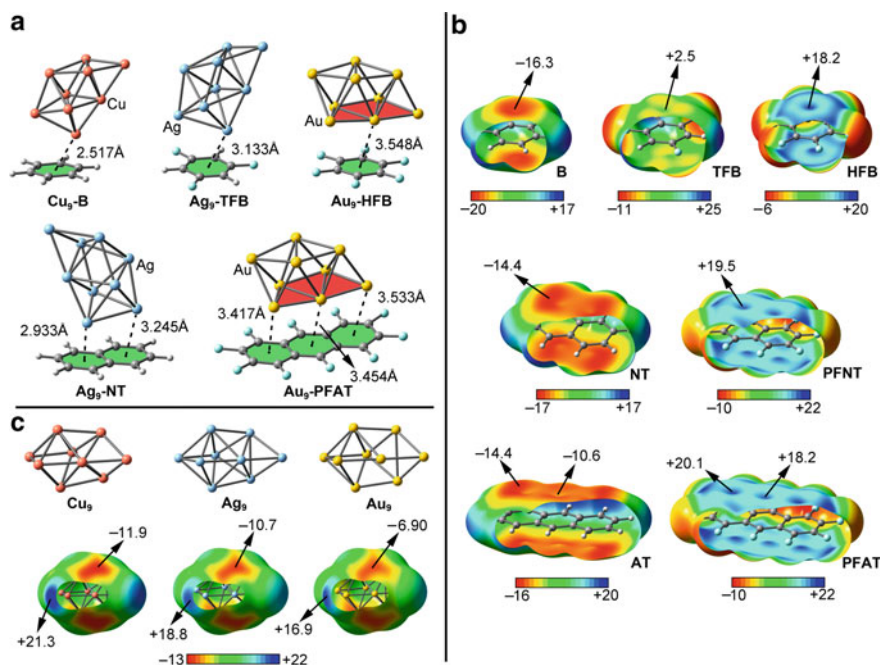 a
Cu
2.517Å
Cu9-B
Ag
3.133Å
Ag9-TFB
Au
3.548Å
Au9-HFB
Ag
2.933Å
3.245Å
Ag9-NT
Au
3.417Å
3.533Å
3.454Å
Au9-PFAT
b
–16.3
B
–20 +17
+2.5
TFB
–11 +25
+18.2
HFB
–6 +20
–14.4
NT
–17 +17
+19.5
PFNT
–10 +22
–14.4 –10.6
AT
–16 +20
+20.1 +18.2
PFAT
–10 +22
c
Cu9
Ag9
Au9
–11.9
+21.3
–10.7
+18.8
–6.90
+16.9
–13 +22